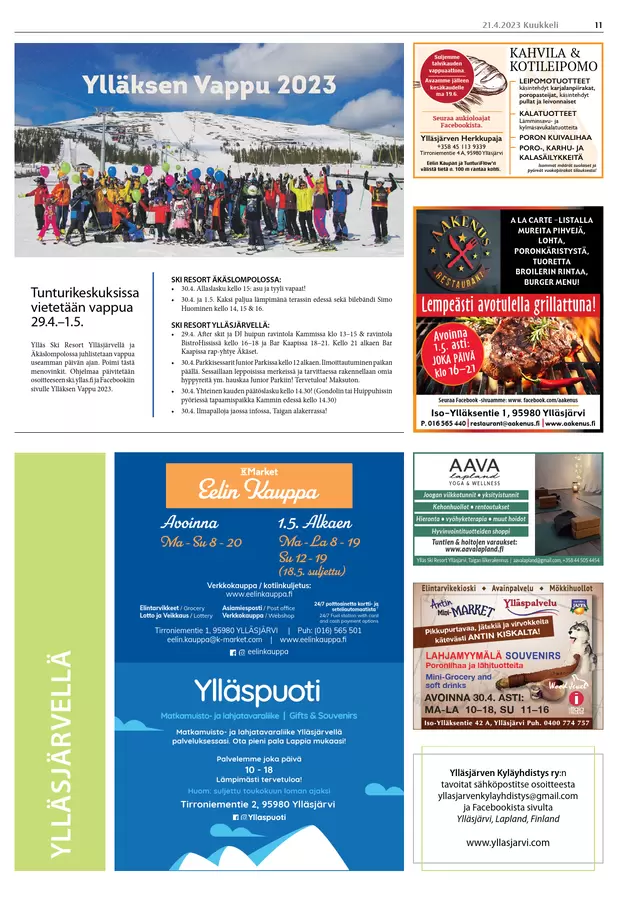 21.4.2023 Kuukkeli 11
Ylläksen Vappu 2023
Tunturikeskuksissa
vietetään vappua
29.4.–1.5.
Ylläs Ski Resort Ylläsjärvellä ja
Äkäslompolossa juhlistetaan vappua
useamman päivän ajan. Poimi tästä
menovinkit. Ohjelmaa päivitetään
osoitteeseen ski.yllas.fi ja Facebookiin
sivulle Ylläksen Vappu 2023.
SKI RESORT ÄKÄSLOMPOLOSSA:
• 30.4. Allaslasku kello 15: asu ja tyyli vapaat!
• 30.4. ja 1.5. Kaksi paljua lämpimänä terassin edessä sekä bilebändi Simo
Huominen kello 14, 15 & 16.
SKI RESORT YLLÄSJÄRVELLÄ:
• 29.4. After skit ja DJ huipun ravintola Kammissa klo 13–15 & ravintola
BistroHississä kello 16–18 ja Bar Kaapissa 18–21. Kello 21 alkaen Bar
Kaapissa rap-yhtye Äkäset.
• 30.4. Parkkisessarit Junior Parkissa kello 12 alkaen. Ilmoittautuminen paikan
päällä. Sessaillaan leppoisissa merkeissä ja tarvittaessa rakennellaan omia
hyppyreitä ym. hauskaa Junior Parkiin! Tervetuloa! Maksuton.
• 30.4. Yhteinen kauden päätöslasku kello 14.30! (Gondolin tai Huippuhissin
pyöriessä tapaamispaikka Kammin edessä kello 14.30)
• 30.4. Ilmapalloja jaossa infossa, Taigan alakerrassa!
Suljemme
talvikauden
vappuaattona.
Avaamme jälleen
kesäkaudelle
ma 19.6.
Seuraa aukioloajat
Facebookista.
Ylläsjärven Herkkupaja
+358 45 113 9339
Tirroniementie 4 A, 95980 Ylläsjärvi
Eelin Kaupan ja TunturiFlow'n
välistä tietä n. 100 m rantaa kohti.
KAHVILA &
KOTILEIPOMO
LEIPOMOTUOTTEET
käsintehdyt karjalanpiirakat,
poropasteijat, käsintehdyt
pullat ja leivonnaiset
KALATUOTTEET
Lämminsavu- ja
kylmäsavukalatuotteita
PORON KUIVALIHAA
PORO-, KARHU- JA
KALASÄILYKKEITÄ
Isommat määrät suolaiset ja
pyöreät vuokapiirakat tilauksesta!
AAKENUS
RESTAURANT
A LA CARTE -LISTALLA
MUREITA PIHVEJÄ,
LOHTA,
PORONKÄRISTYSTÄ,
TUORETTA
BROILERIN RINTAA,
BURGER MENU!
Lempeästi avotulella grillattuna!
Avoinna
1.5. asti:
JOKA PÄIVÄ
klo 16–21
Seuraa Facebook -sivuamme: www. facebook.com/aakenus
Iso-Ylläksentie 1, 95980 Ylläsjärvi
P. 016 565 440 | restaurant@aakenus.fi | www.aakenus.fi
YLLÄSJÄRVELLÄ
K Market
Eelin Kauppa
Avoinna
Ma - Su 8 - 20
1.5. Alkaen
Ma - La 8 - 19
Su 12 - 19
(18.5. suljettu)
Verkkokauppa / kotiinkuljetus:
www.eelinkauppa.fi
Elintarvikkeet / Grocery
Lotto ja Veikkaus / Lottery
Asiamiesposti / Post office
Verkkokauppa / Webshop
24/7 polttoainetta kortti- ja
seteliautomaatista
24/7 Fuel station with card
and cash payment options
Tirroniementie 1, 95980 YLLÄSJÄRVI | Puh: (016) 565 501
eelin.kauppa@k-market.com | www.eelinkauppa.fi
eelinkauppa
Ylläspuoti
Matkamuisto- ja lahjatavaraliike | Gifts & Souvenirs
Matkamuisto- ja lahjatavaraliike Ylläsjärvellä
palveluksessasi. Ota pieni pala Lappia mukaasi!
Palvelemme joka päivä
10 - 18
Lämpimästi tervetuloa!
Huom: suljettu toukokuun loman ajaksi
Tirroniementie 2, 95980 Ylläsjärvi
Yllaspuoti
AAVA
lapland
YOGA & WELLNESS
Joogan viikkotunnit ♦ yksityistunnit
Kehonhuollot ♦ rentoutukset
Hieronta ♦ vyöhyketerapia ♦ muut hoidot
Hyvinvointituotteiden shoppi
Tuntien & hoitojen varaukset:
www.aavalapland.fi
Ylläs Ski Resort Ylläsjärvi, Taigan liikerakennus | aavalapland@gmail.com, +358 44 505 4454
Elintarvikekioski ♦ Avainpalvelu ♦ Mökkihuollot
Antin
Mini-MARKET
Ylläspalvelu
Pikkupurtavaa, jätskiä ja virvokkeita
kätevästi ANTIN KISKALTA!
LAHJAMYYMÄLÄ SOUVENIRS
Poronlihaa ja lähituotteita
Mini-Grocery and
soft drinks
AVOINNA 30.4. ASTI:
MA-LA 10–18, SU 11–16
Iso-Ylläksentie 42 A, Ylläsjärvi Puh. 0400 774 757
Ylläsjärven Kyläyhdistys ry:n
tavoitat sähköpostitse osoitteesta
yllasjarvenkylayhdistys@gmail.com
ja Facebookista sivulta
Ylläsjärvi, Lapland, Finland
www.yllasjarvi.com